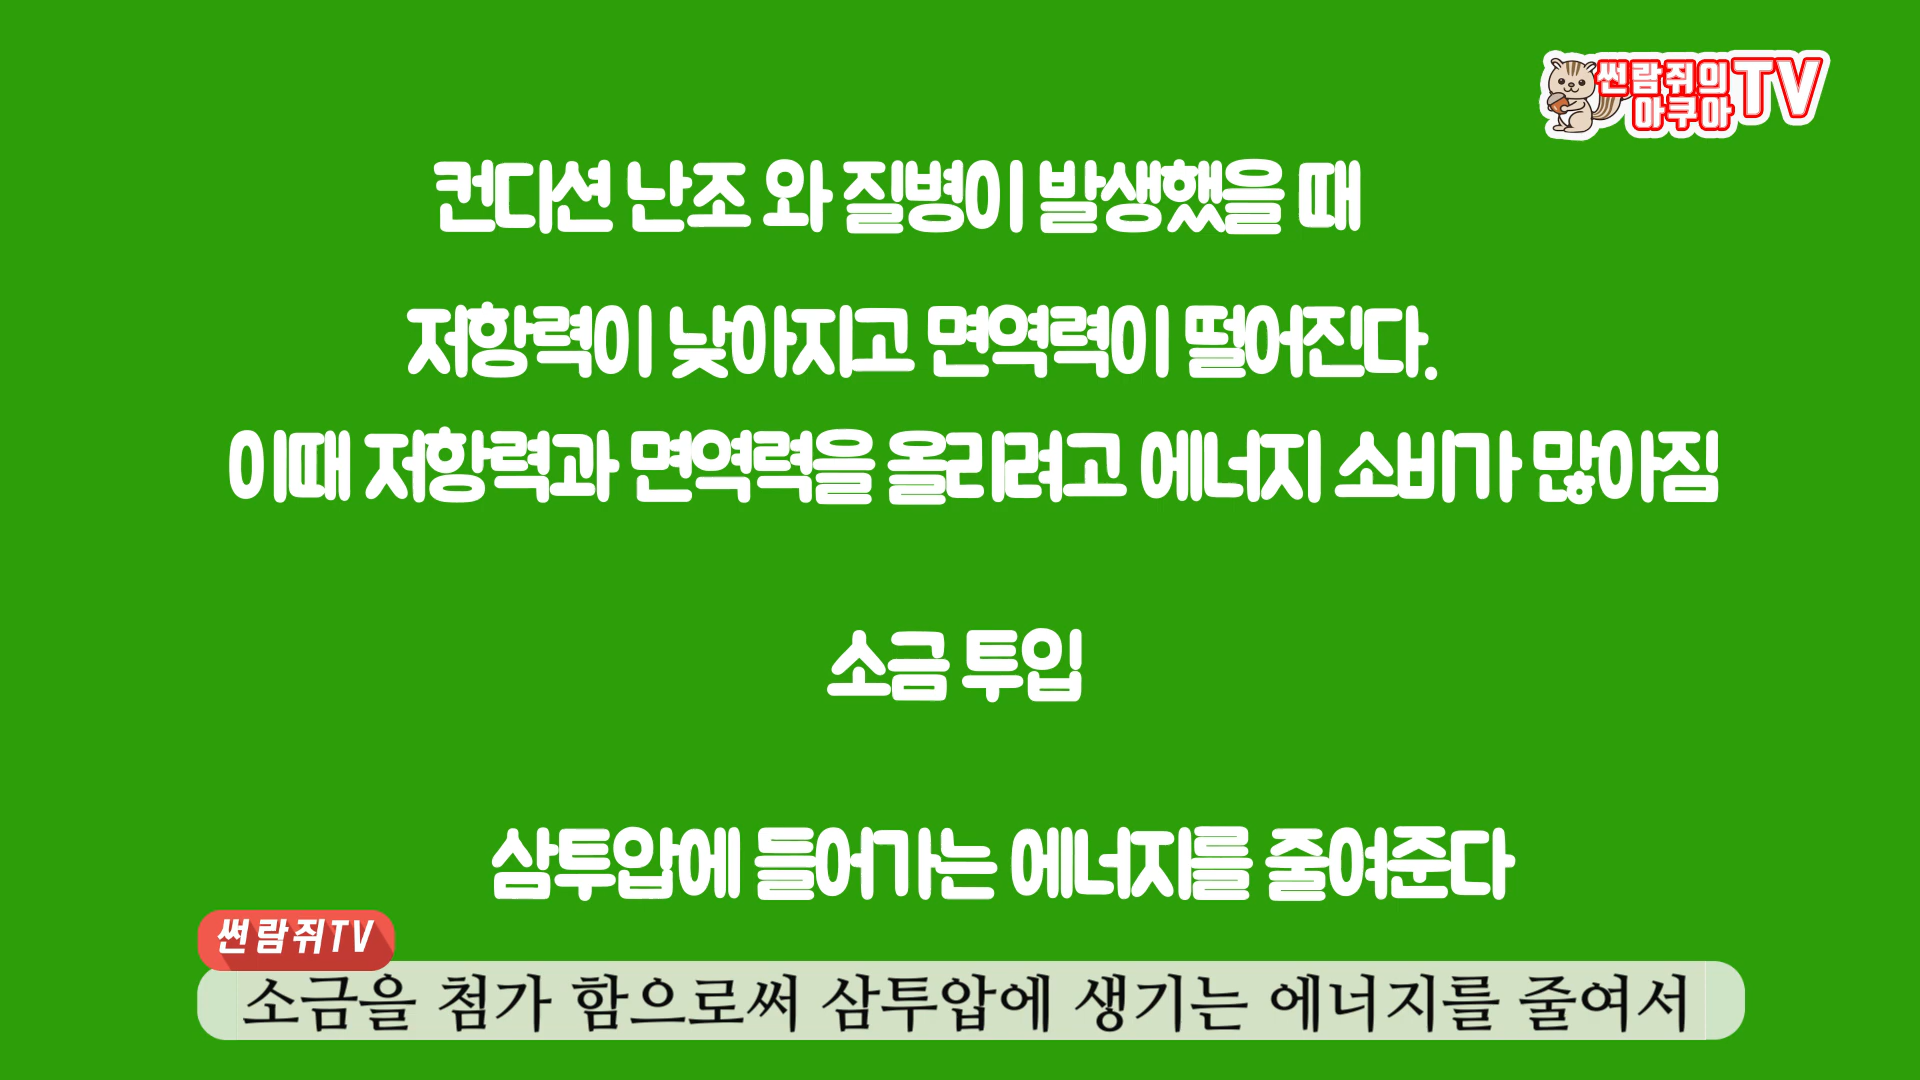 썬람쥐의
아쿠아TV
컨디션 난조 와 질병이 발생했을 때
저항력이 낮아지고 면역력이 떨어진다.
이때 저항력과 면역력을 올리려고 에너지 소비가 많아짐
소금 투입
삼투압에 들어가는 에너지를 줄여준다
썬람쥐TV
소금을 첨가 함으로써 삼투압에 생기는 에너지를 줄여서